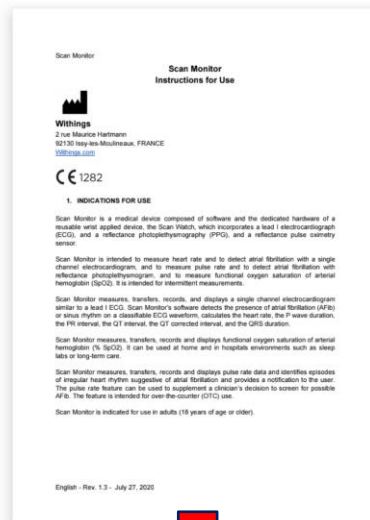 Scan Monitor
Scan Monitor
Instructions for Use
Withings
2 rue Maurice Hartmann
92130 Issy-les-Moulineaux, FRANCE
Withings.com
CE 1282
1. INDICATIONS FOR USE
Scan Monitor is a medical device composed of software and the dedicated hardware of a
reusable wrist applied device, the Scan Watch, which incorporates a lead I electrocardiograph
(ECG), and a reflectance photoplethysmography (PPG), and a reflectance pulse oximetry
sensor.
Scan Monitor is intended to measure heart rate and to detect atrial fibrillation with a single
channel electrocardiogram, and to measure pulse rate and to detect atrial fibrillation with
reflectance photoplethysmogram, and to measure functional oxygen saturation of arterial
hemoglobin (SpO2). It is intended for intermittent measurements.
Scan Monitor measures, transfers, records, and displays a single channel electrocardiogram
similar to a lead I ECG. Scan Monitor's software detects the presence of atrial fibrillation (AFib)
or sinus rhythm on a classifiable ECG waveform, calculates the heart rate, the P wave duration,
the PR interval, the QT interval, the QT corrected interval, and the QRS duration.
Scan Monitor measures, transfers, records and displays functional oxygen saturation of arterial
hemoglobin (% SpO2). It can be used at home and in hospitals environments such as sleep
labs or long-term care.
Scan Monitor measures, transfers, records and displays pulse rate data and identifies episodes
of irregular heart rhythm suggestive of atrial fibrillation and provides a notification to the user.
The pulse rate feature can be used to supplement a clinician's decision to screen for possible
AFib. The feature is intended for over-the-counter (OTC) use.
Scan Monitor is indicated for use in adults (18 years of age or older).
English - Rev. 1.3 - July 27, 2020